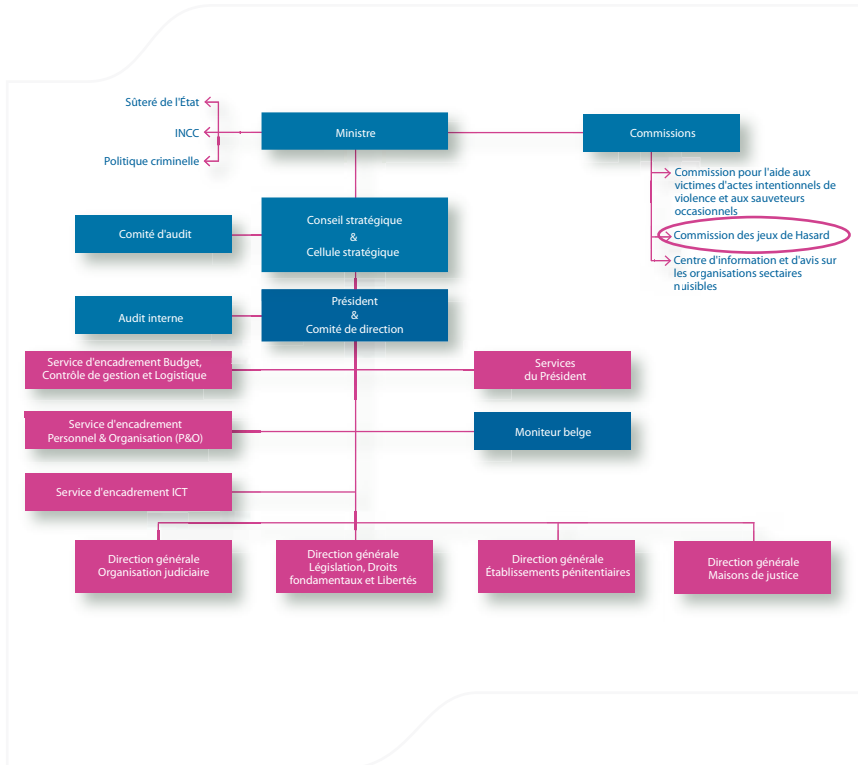 Sûteré de l'État
INCC
Politique criminelle
Ministre
Commissions
Commission pour l'aide aux
victimes d'actes intentionnels de
violence et aux sauveteurs
occasionnels
Commission des jeux de Hasard
Centre d'information et d'avis sur
les organisations sectaires
nuisibles
Comité d'audit
Conseil stratégique
&
Cellule stratégique
Audit interne
Président
&
Comité de direction
Service d'encadrement Budget,
Contrôle de gestion et Logistique
Services
du Président
Service d'encadrement
Personnel & Organisation (P&O)
Moniteur belge
Service d'encadrement ICT
Direction générale
Organisation judiciaire
Direction générale
Législation, Droits
fondamentaux et Libertés
Direction générale
Établissements pénitentiaires
Direction générale
Maisons de justice